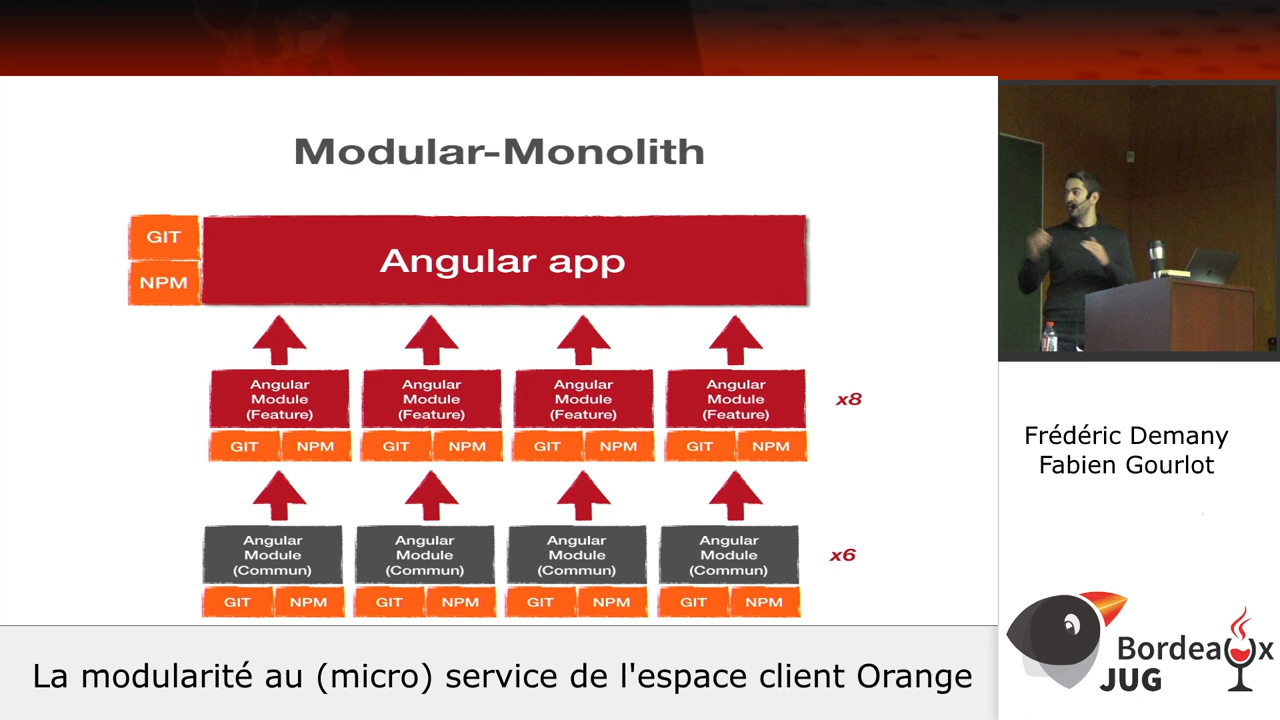 Modular-Monolith
GIT
NPM
Angular app
Angular
Module
(Feature)
Angular
Module
(Feature)
Angular
Module
(Feature)
Angular
Module
(Feature)
x8
GIT NPM GIT NPM GIT NPM GIT NPM
Angular
Module
(Commun)
Angular
Module
(Commun)
Angular
Module
(Commun)
Angular
Module
(Commun)
x6
GIT NPM GIT NPM GIT NPM GIT NPM
La modularité au (micro) service de l'espace client Orange
Frédéric Demany
Fabien Gourlot
Bordeaux
JUG